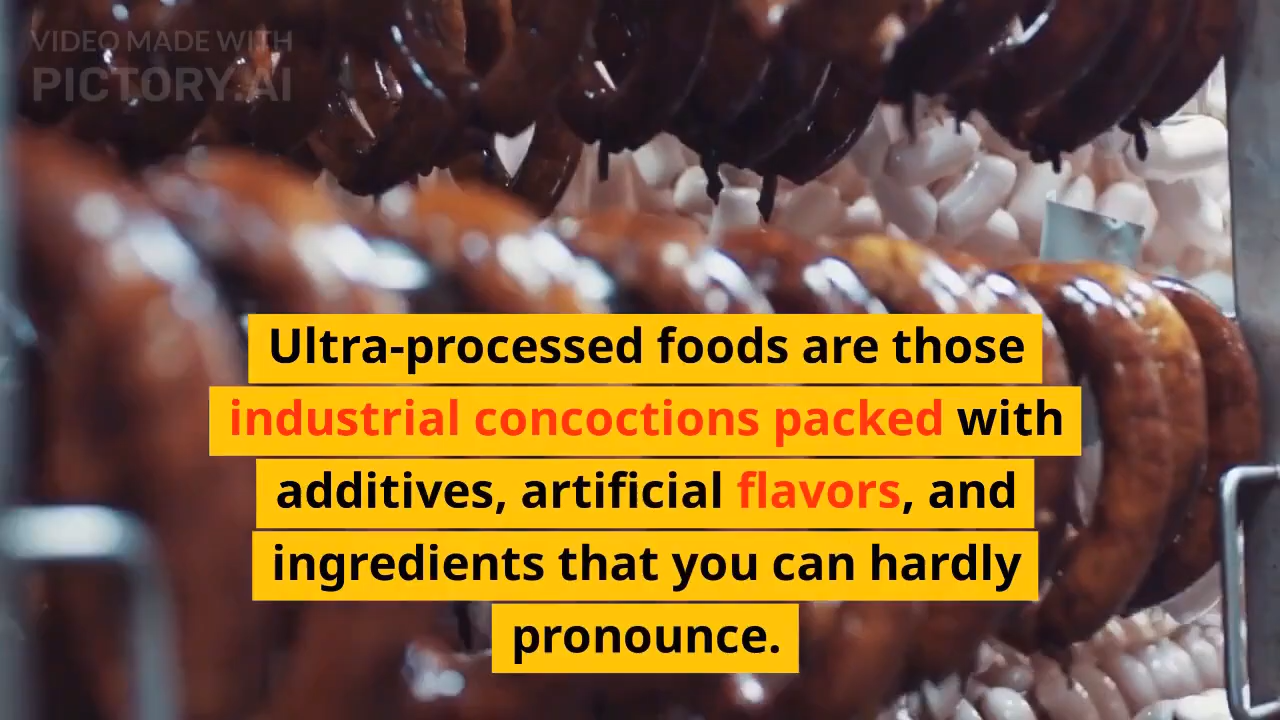 VIDEO MADE WITH
PICTORY.AI
Ultra-processed foods are those
industrial concoctions packed with
additives, artificial flavors, and
ingredients that you can hardly
pronounce.